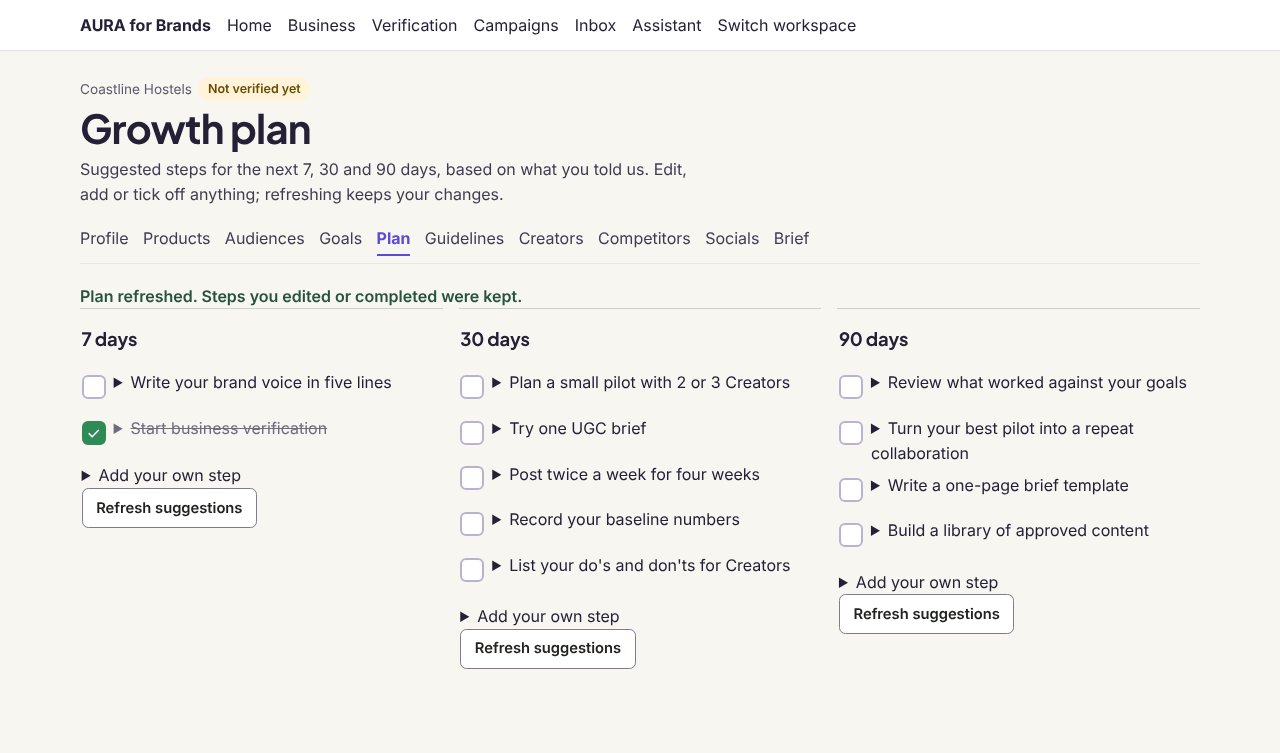 AURA for Brands Home Business Verification Campaigns Inbox Assistant Switch workspace
Coastline Hostels Not verified yet
Growth plan
Suggested steps for the next 7, 30 and 90 days, based on what you told us. Edit,
add or tick off anything; refreshing keeps your changes.
Profile Products Audiences Goals Plan Guidelines Creators Competitors Socials Brief
Plan refreshed. Steps you edited or completed were kept.
7 days
Write your brand voice in five lines
Start business verification
Add your own step
Refresh suggestions
30 days
Plan a small pilot with 2 or 3 Creators
Try one UGC brief
Post twice a week for four weeks
Record your baseline numbers
List your do's and don'ts for Creators
Add your own step
Refresh suggestions
90 days
Review what worked against your goals
Turn your best pilot into a repeat
collaboration
Write a one-page brief template
Build a library of approved content
Add your own step
Refresh suggestions